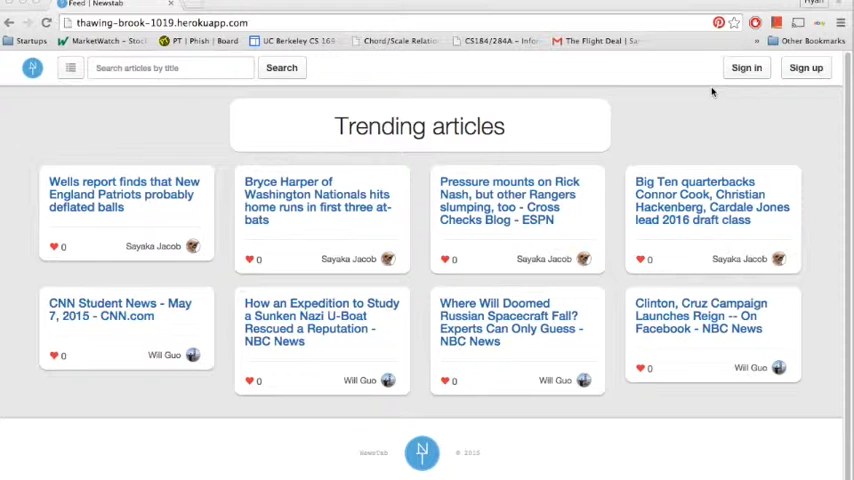 Feed | Newstab
Ryan
thawing-brook-1019.herokuapp.com
Startups
MarketWatch - Stoc
PT | Phish | Board
UC Berkeley CS 169
Chord/Scale Relatio
CS184/284A – Info
The Flight Deal | Sa
»
Other Bookmarks
Search articles by title
Search
Sign in
Sign up
Trending articles
Wells report finds that New
England Patriots probably
deflated balls
0
Sayaka Jacob
Bryce Harper of
Washington Nationals hits
home runs in first three at-
bats
0
Sayaka Jacob
Pressure mounts on Rick
Nash, but other Rangers
slumping, too - Cross
Checks Blog - ESPN
0
Sayaka Jacob
Big Ten quarterbacks
Connor Cook, Christian
Hackenberg, Cardale Jones
lead 2016 draft class
0
Sayaka Jacob
CNN Student News - May
7, 2015 - CNN.com
0
Will Guo
How an Expedition to Study
a Sunken Nazi U-Boat
Rescued a Reputation -
NBC News
0
Will Guo
Where Will Doomed
Russian Spacecraft Fall?
Experts Can Only Guess -
NBC News
0
Will Guo
Clinton, Cruz Campaign
Launches Reign -- On
Facebook - NBC News
0
Will Guo
NewsTab
© 2015